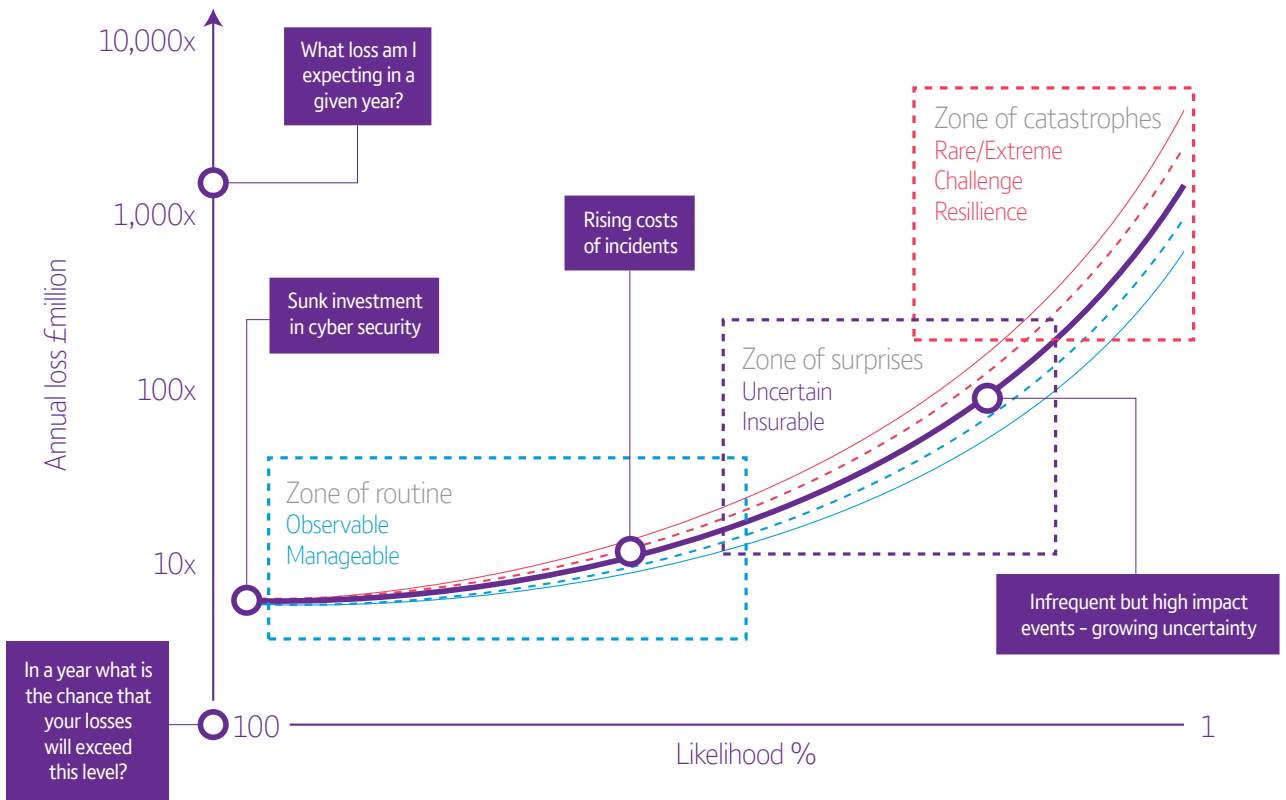 10,000x
What loss am I
expecting in a
given year?
Zone of catastrophes
Rare/Extreme
Challenge
Resillience
1,000x
Rising costs
of incidents
Sunk investment
in cyber security
Annual loss £million
100x
Zone of surprises
Uncertain
Insurable
Zone of routine
Observable
Manageable
10x
Infrequent but high impact
events – growing uncertainty
In a year what is
the chance that
your losses
will exceed
this level?
100
1
Likelihood %